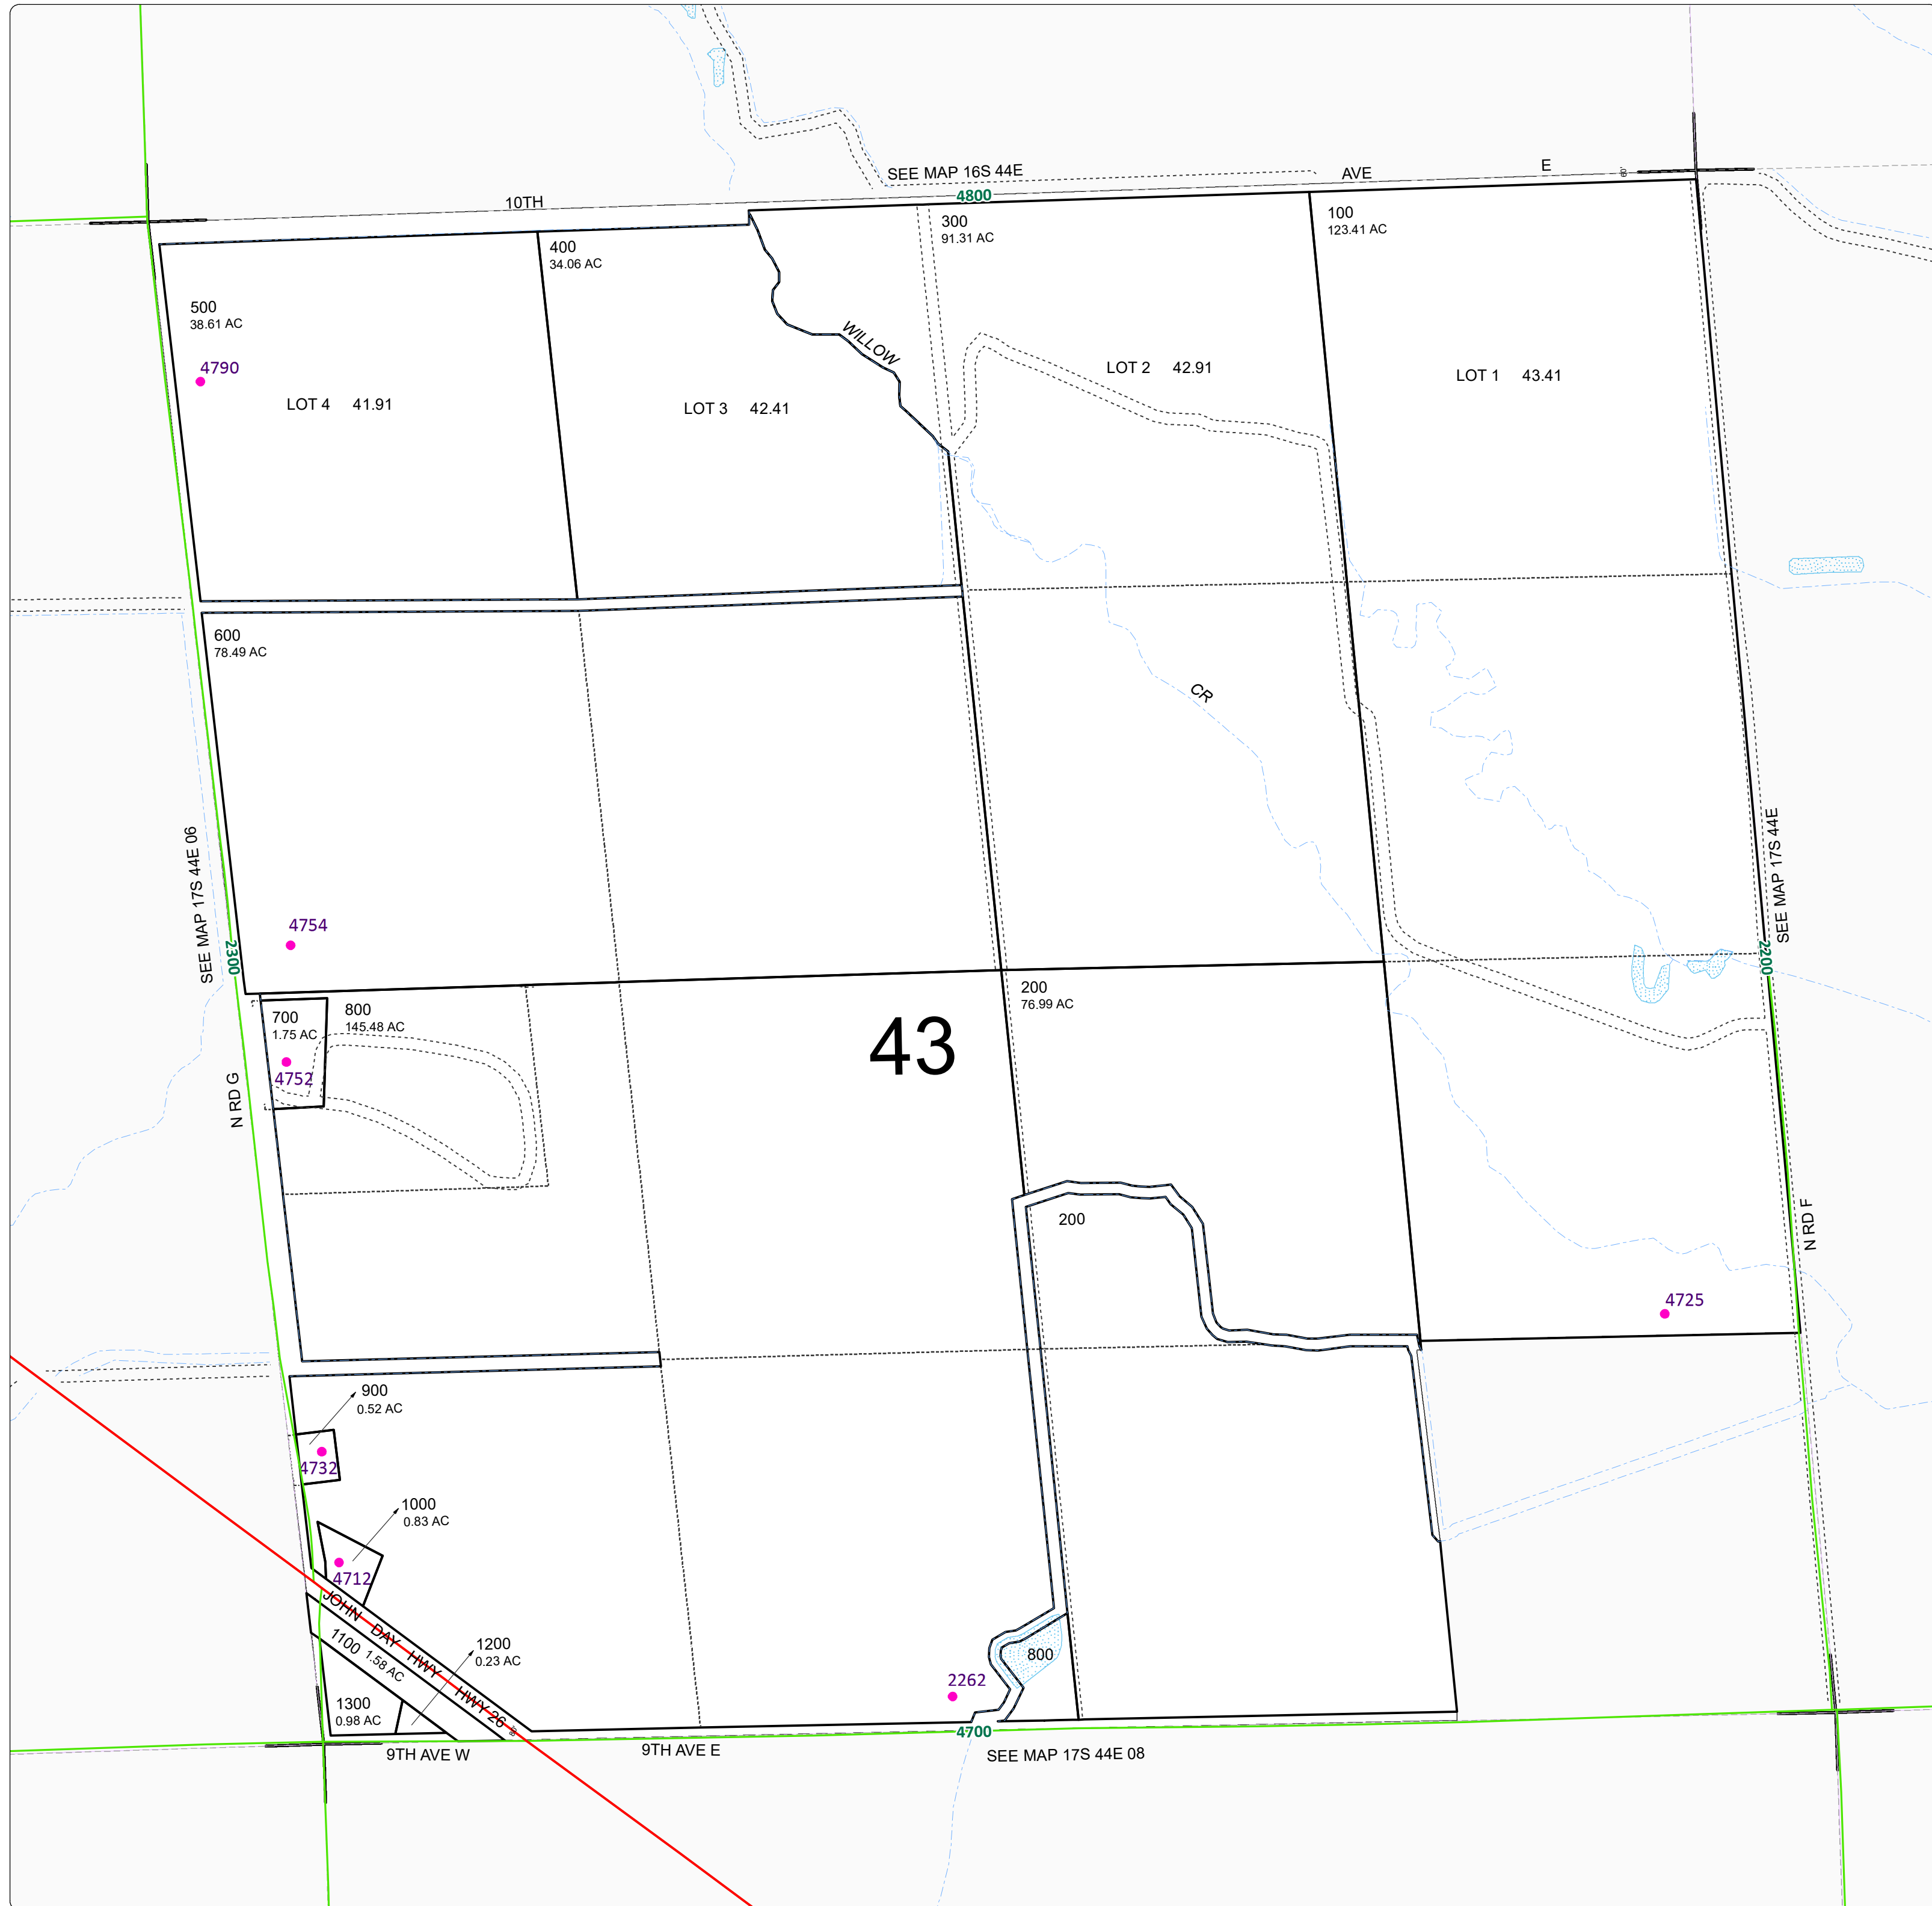 SEE MAP 16S 44E
AVE
E
60'
10TH
4800
300
91.31 AC
100
123.41 AC
400
34.06 AC
500
38.61 AC
4790
WILLOW
LOT 4 41.91
LOT 3 42.41
LOT 2 42.91
LOT 1 43.41
600
78.49 AC
CR
SEE MAP 17S 44E 06
SEE MAP 17S 44E
4754
2300
2200
700
1.75 AC
800
145.48 AC
43
200
76.99 AC
4752
N RD G
200
N RD F
4725
900
0.52 AC
4732
1000
0.83 AC
4712
JOHN DAY HWY HWY 26
1100 1.58 AC
1200
0.23 AC
800
2262
1300
0.98 AC
4700
9TH AVE W
9TH AVE E
SEE MAP 17S 44E 08